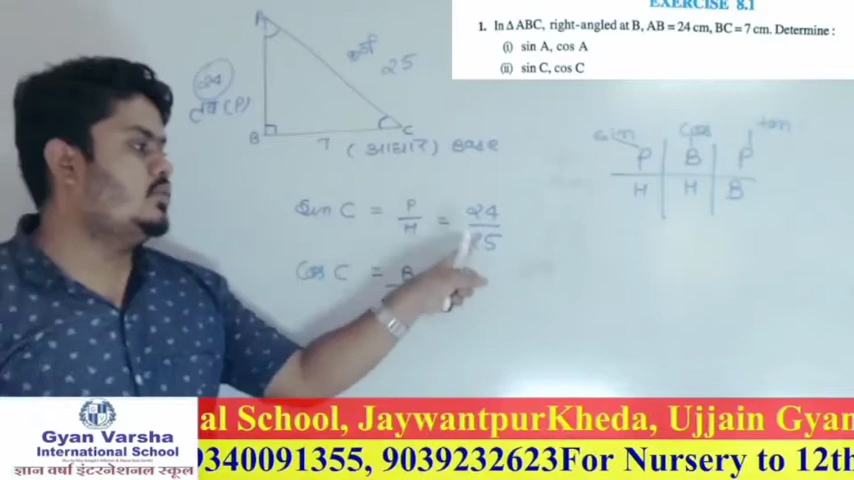 EXERCISE 8.1
1. In Δ ABC, right-angled at B, AB = 24 cm, BC = 7 cm. Determine :
(i) sin A, cos A
(ii) sin C, cos C
A
कर्ण
25
24
लंब (P)
B
7
C
(आधार) Base
Sin Cos tan
P B P
H H B
Sin C = P/H = 24/25
Cos C = B
Gyan Varsha
International School
ज्ञान वर्षा इंटरनेशनल स्कूल
al School, JaywantpurKheda, Ujjain Gyan
9340091355, 9039232623For Nursery to 12th